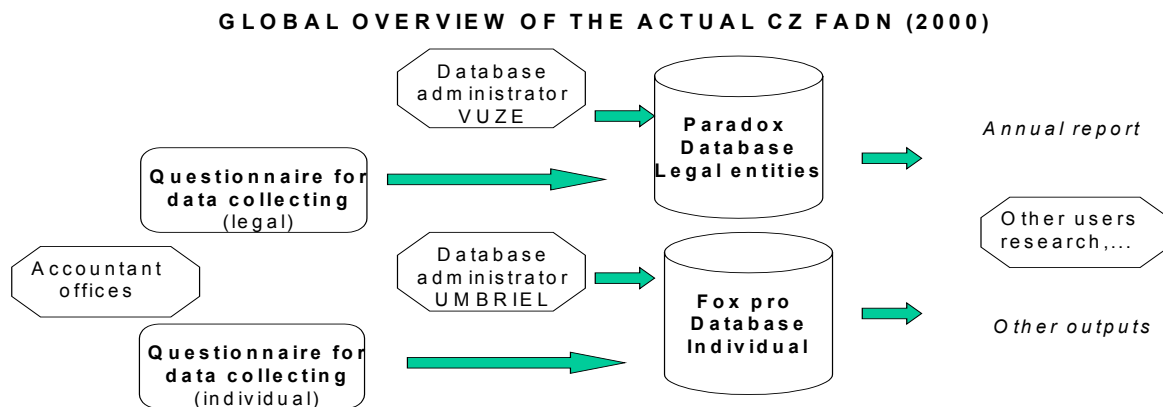 GLOBAL OVERVIEW OF THE ACTUAL CZ FADN (2000)
Database
administrator
VUZE
Paradox
Database
Legal entities
Annual report
Questionnaire for
data collecting
(legal)
Other users
research,...
Accountant
offices
Database
administrator
UMBRIEL
Fox pro
Database
Individual
Other outputs
Questionnaire for
data collecting
(individual)